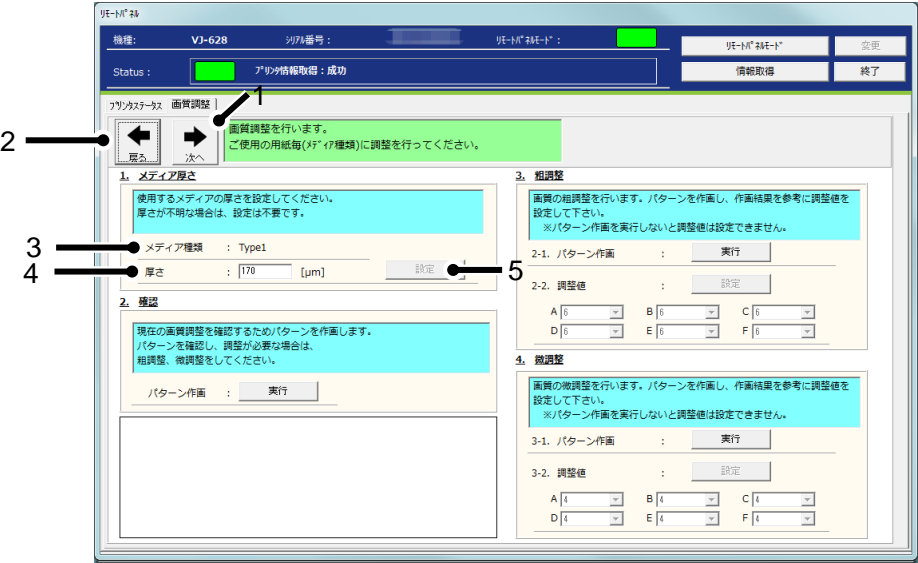 ﾘﾓｰﾄﾊﾟﾈﾙ
機種:
VJ-628
ｼﾘｱﾙ番号：
ﾘﾓｰﾄﾊﾟﾈﾙﾓｰﾄﾞ：
ﾘﾓｰﾄﾊﾟﾈﾙﾓｰﾄﾞ
変更
Status：
ﾌﾟﾘﾝﾀ情報取得：成功
情報取得
終了
ﾌﾟﾘﾝﾀｽﾃｰﾀｽ
画質調整
1
2
戻る
次へ
画質調整を行います。
ご使用の用紙毎(ﾒﾃﾞｨｱ種類)に調整を行ってください。
1. メディア厚さ
使用するメディアの厚さを設定してください。
厚さが不明な場合は、設定は不要です。
3
メディア種類 ： Type1
4
厚さ ： 170 [μm]
設定
5
2. 確認
現在の画質調整を確認するためパターンを作画します。
パターンを確認し、調整が必要な場合は、
粗調整、微調整をしてください。
パターン作画 ： 実行
3. 粗調整
画質の粗調整を行います。パターンを作画し、作画結果を参考に調整値を
設定して下さい。
※パターン作画を実行しないと調整値は設定できません。
2-1. パターン作画 ： 実行
2-2. 調整値 ： 設定
A 6 B 6 C 6
D 6 E 6 F 6
4. 微調整
画質の微調整を行います。パターンを作画し、作画結果を参考に調整値を
設定して下さい。
※パターン作画を実行しないと調整値は設定できません。
3-1. パターン作画 ： 実行
3-2. 調整値 ： 設定
A 4 B 4 C 4
D 4 E 4 F 4